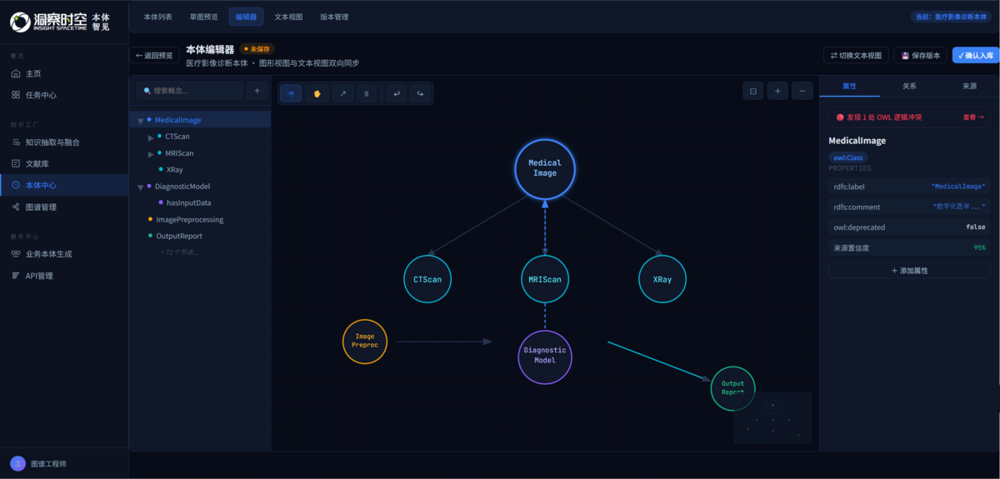 洞察时空 本体
INSIGHT SPACETIME 智见
本体列表 草图预览 编辑器 文本视图 版本管理
当前：医疗影像诊断本体
← 返回预览
本体编辑器 未保存
医疗影像诊断本体 · 图形视图与文本视图双向同步
⇄ 切换文本视图 保存版本 ✓ 确认入库
概览
主页
任务中心
知识工厂
知识抽取与融合
文献库
本体中心
图谱管理
服务中心
业务本体生成
API管理
工 图谱工程师
搜索概念... +
MedicalImage
CTScan
MRIScan
XRay
DiagnosticModel
hasInputData
ImagePreprocessing
OutputReport
+ 71 个节点...
Medical
Image
CTScan
MRIScan
XRay
Image
Preproc
Diagnostic
Model
Output
Report
属性 关系 来源
发现 1 处 OWL 逻辑冲突 查看 →
MedicalImage
owl:Class
PROPERTIES
rdfs:label "MedicalImage"
rdfs:comment "数字化医学..."
owl:deprecated false
来源置信度 95%
+ 添加属性